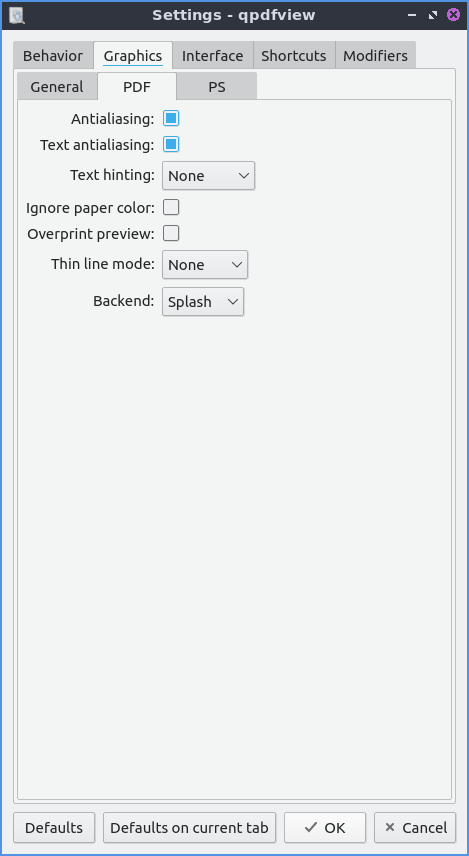 Settings - qpdfview
Behavior Graphics Interface Shortcuts Modifiers
General PDF PS
Antialiasing:
Text antialiasing:
Text hinting: None
Ignore paper color:
Overprint preview:
Thin line mode: None
Backend: Splash
Defaults Defaults on current tab OK Cancel